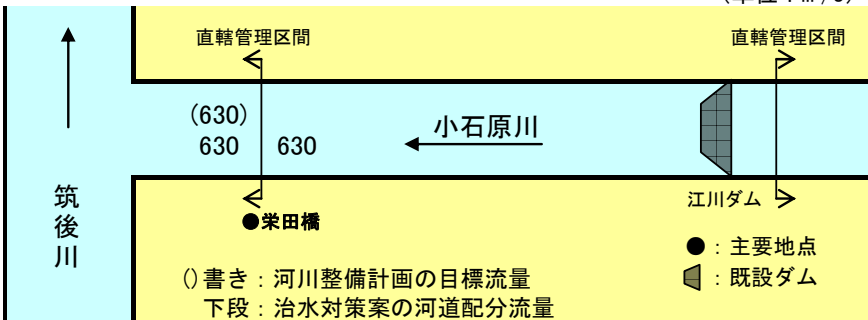 直轄管理区間
直轄管理区間
(630)
630
630
小石原川
筑後川
江川ダム
●栄田橋
●：主要地点
：既設ダム
()書き：河川整備計画の目標流量
下段：治水対策案の河道配分流量